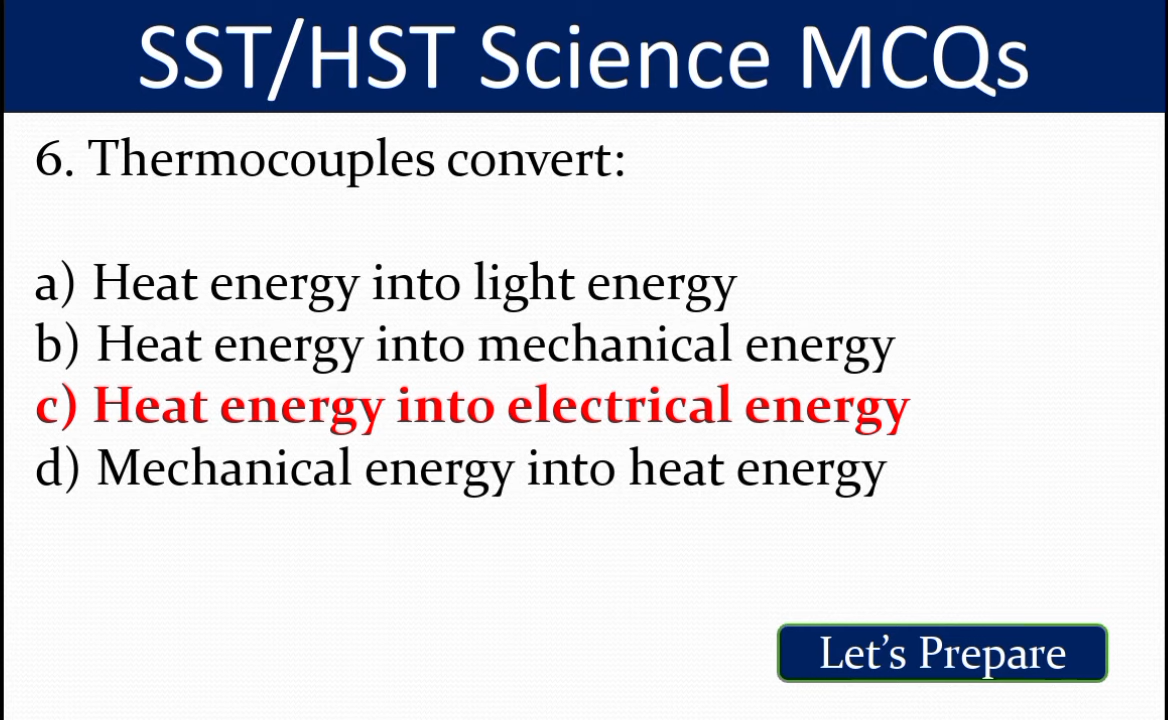 SST/HST Science MCQs
6. Thermocouples convert:
a) Heat energy into light energy
b) Heat energy into mechanical energy
c) Heat energy into electrical energy
d) Mechanical energy into heat energy
Let’s Prepare